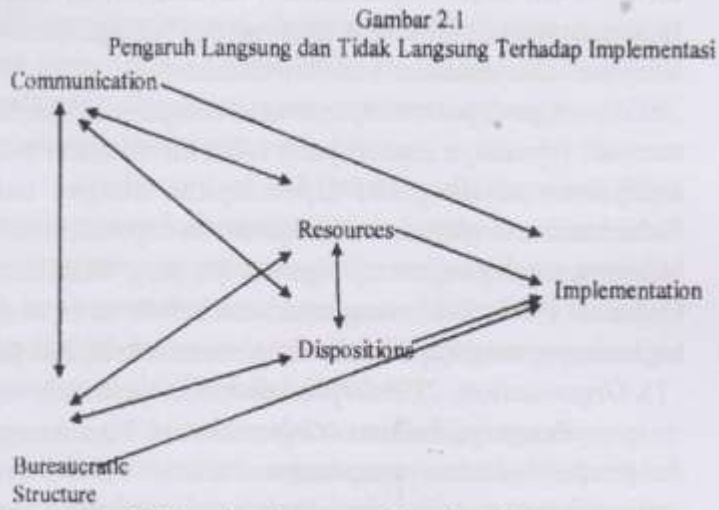 Gambar 2.1
Pengaruh Langsung dan Tidak Langsung Terhadap Implementasi
Communication
Resources
Implementation
Dispositions
Bureaucratic
Structure